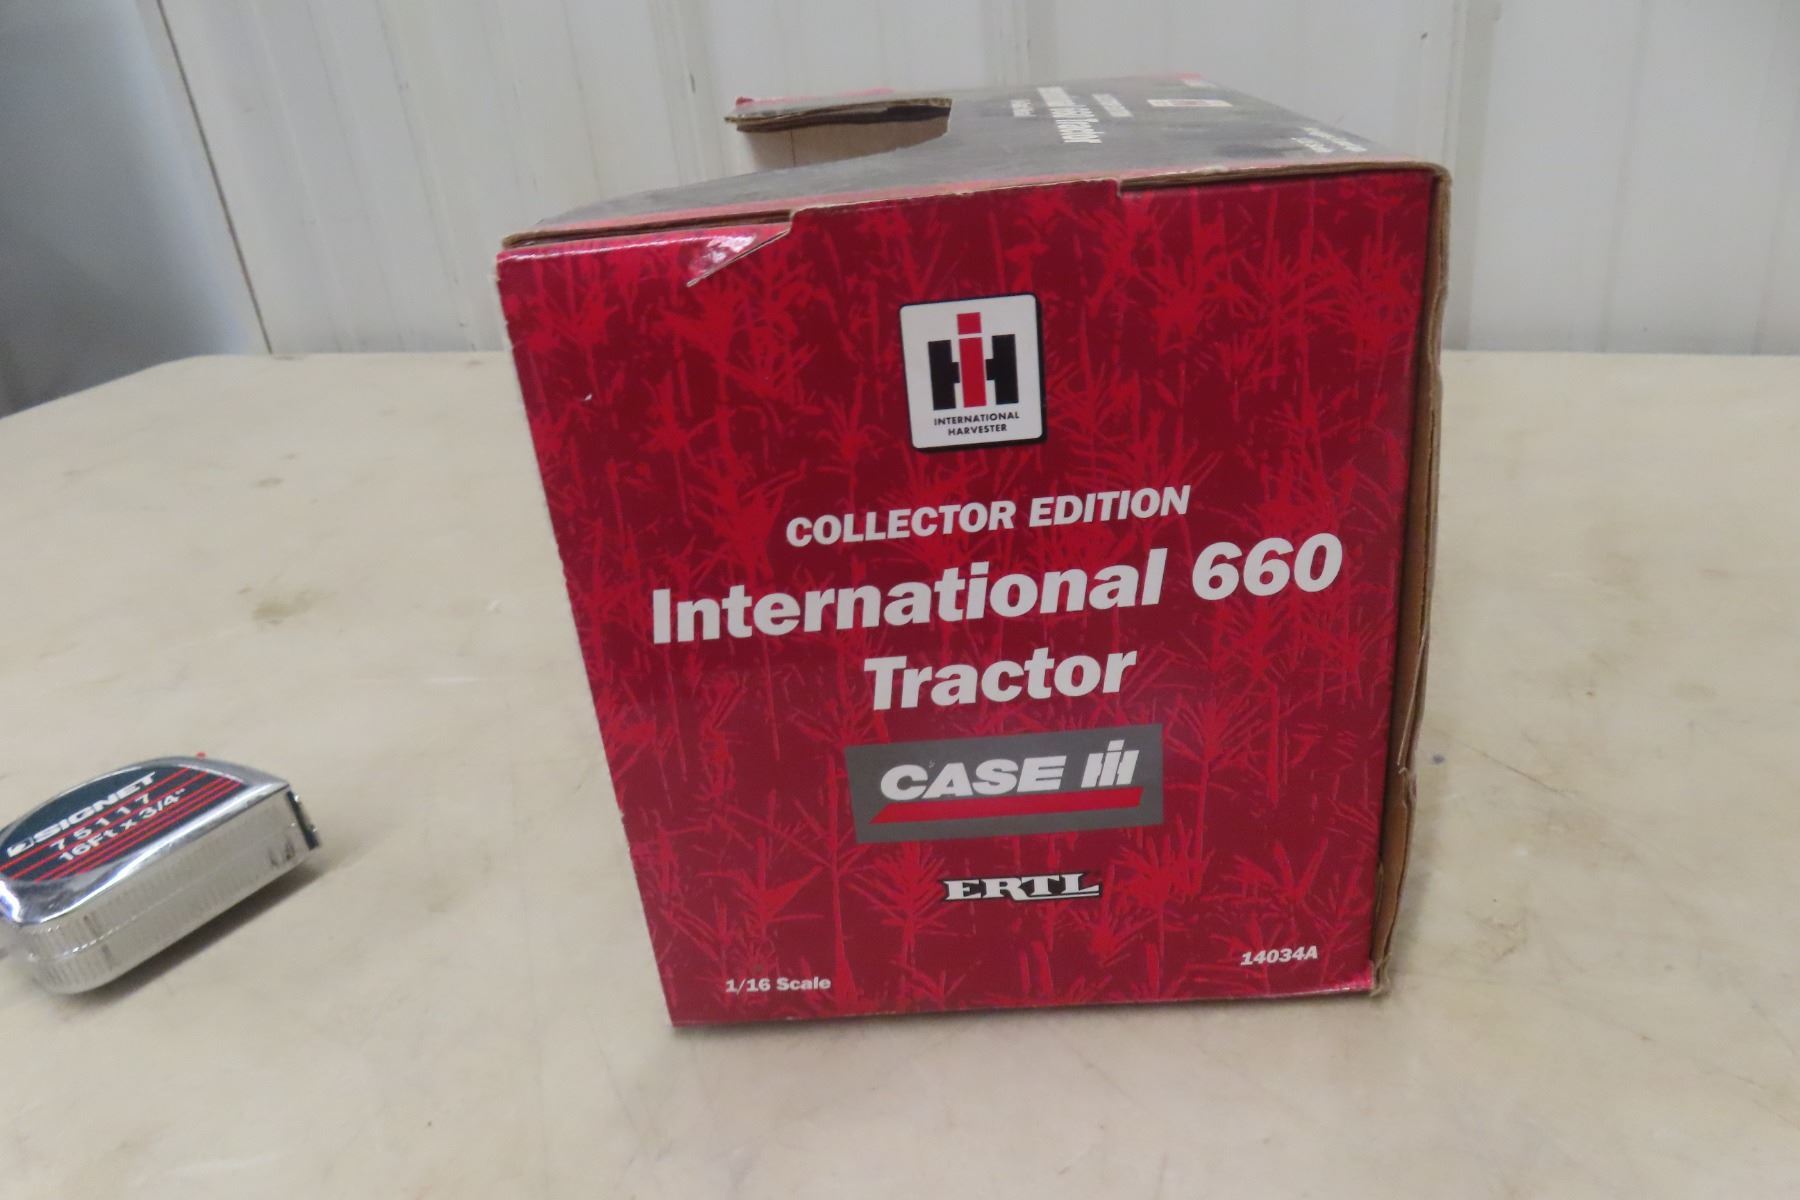 INTERNATIONAL
HARVESTER
COLLECTOR EDITION
International 660
Tractor
CASE IH
ERTL
1/16 Scale
14034A
SIGNET
75117
16Ft x 3/4"
Tractor